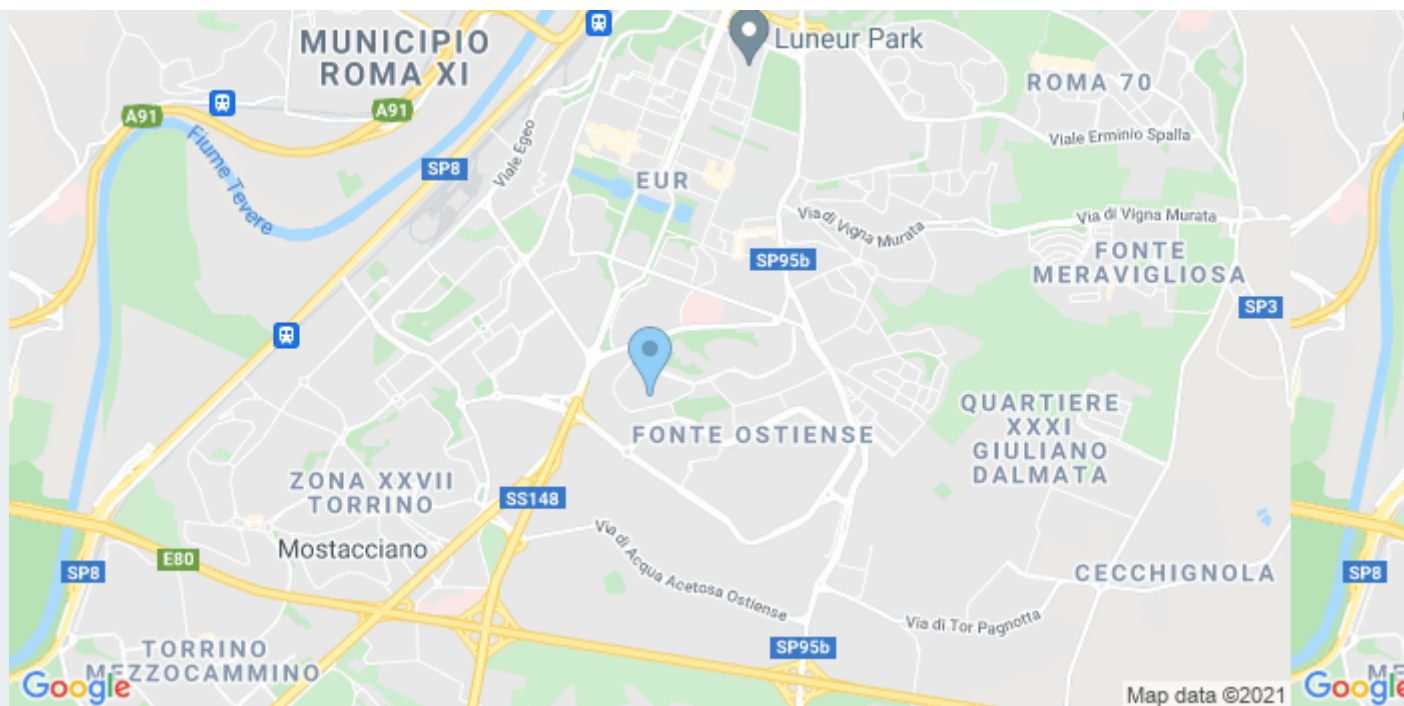 MUNICIPIO
ROMA XI
Luneur Park
ROMA 70
A91
A91
Viale Erminio Spalla
Viale Egeo
Fiume Tevere
SP8
EUR
Via di Vigna Murata
Via di Vigna Murata
SP95b
FONTE
MERAVIGLIOSA
SP3
QUARTIERE
XXXI
GIULIANO
DALMATA
FONTE OSTIENSE
ZONA XXVII
TORRINO
SS148
Mostacciano
Via di Acqua Acetosa Ostiense
E80
SP8
CECCHIGNOLA
SP8
Via di Tor Pagnotta
TORRINO
MEZZOCAMMINO
SP95b
Google
Map data ©2021
Google